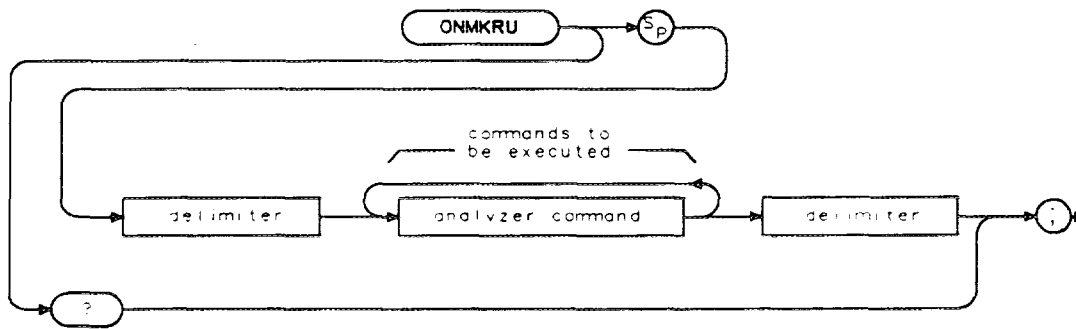 ONMKRU
SP
commands to
be executed
delimiter
analyzer command
delimiter
;
?